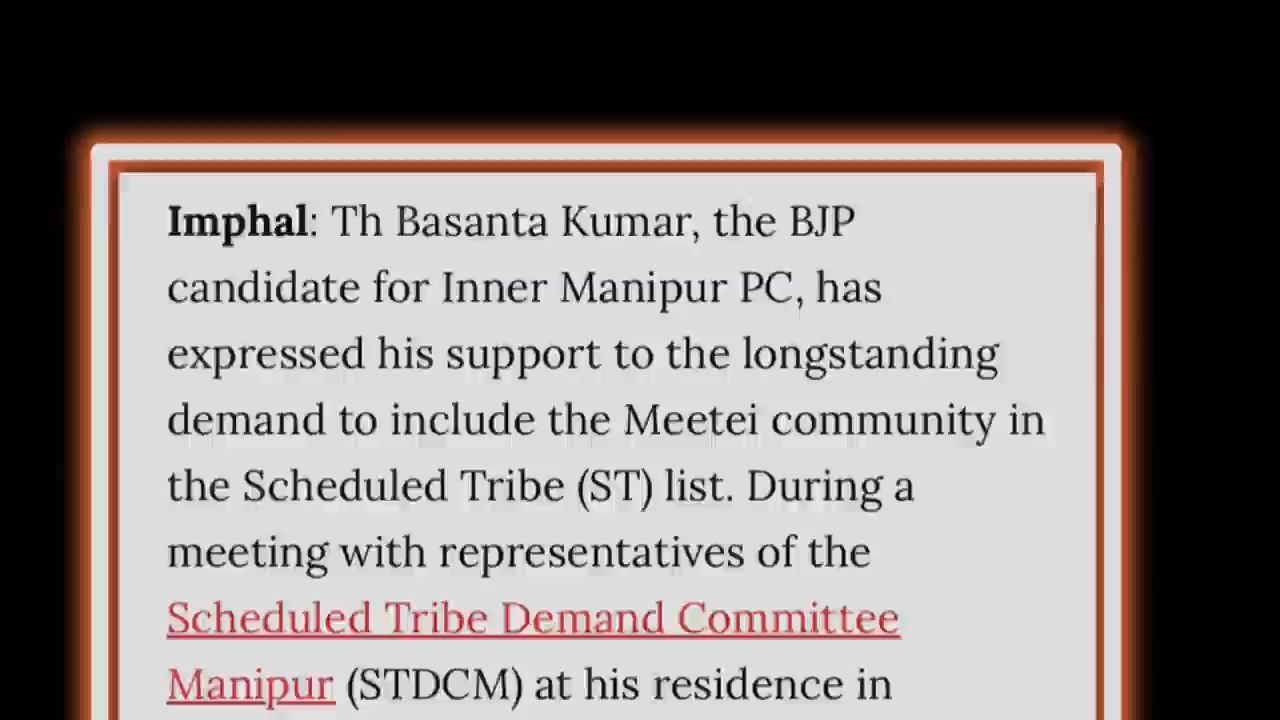 Imphal: Th Basanta Kumar, the BJP
candidate for Inner Manipur PC, has
expressed his support to the longstanding
demand to include the Meetei community in
the Scheduled Tribe (ST) list. During a
meeting with representatives of the
Scheduled Tribe Demand Committee
Manipur (STDCM) at his residence in